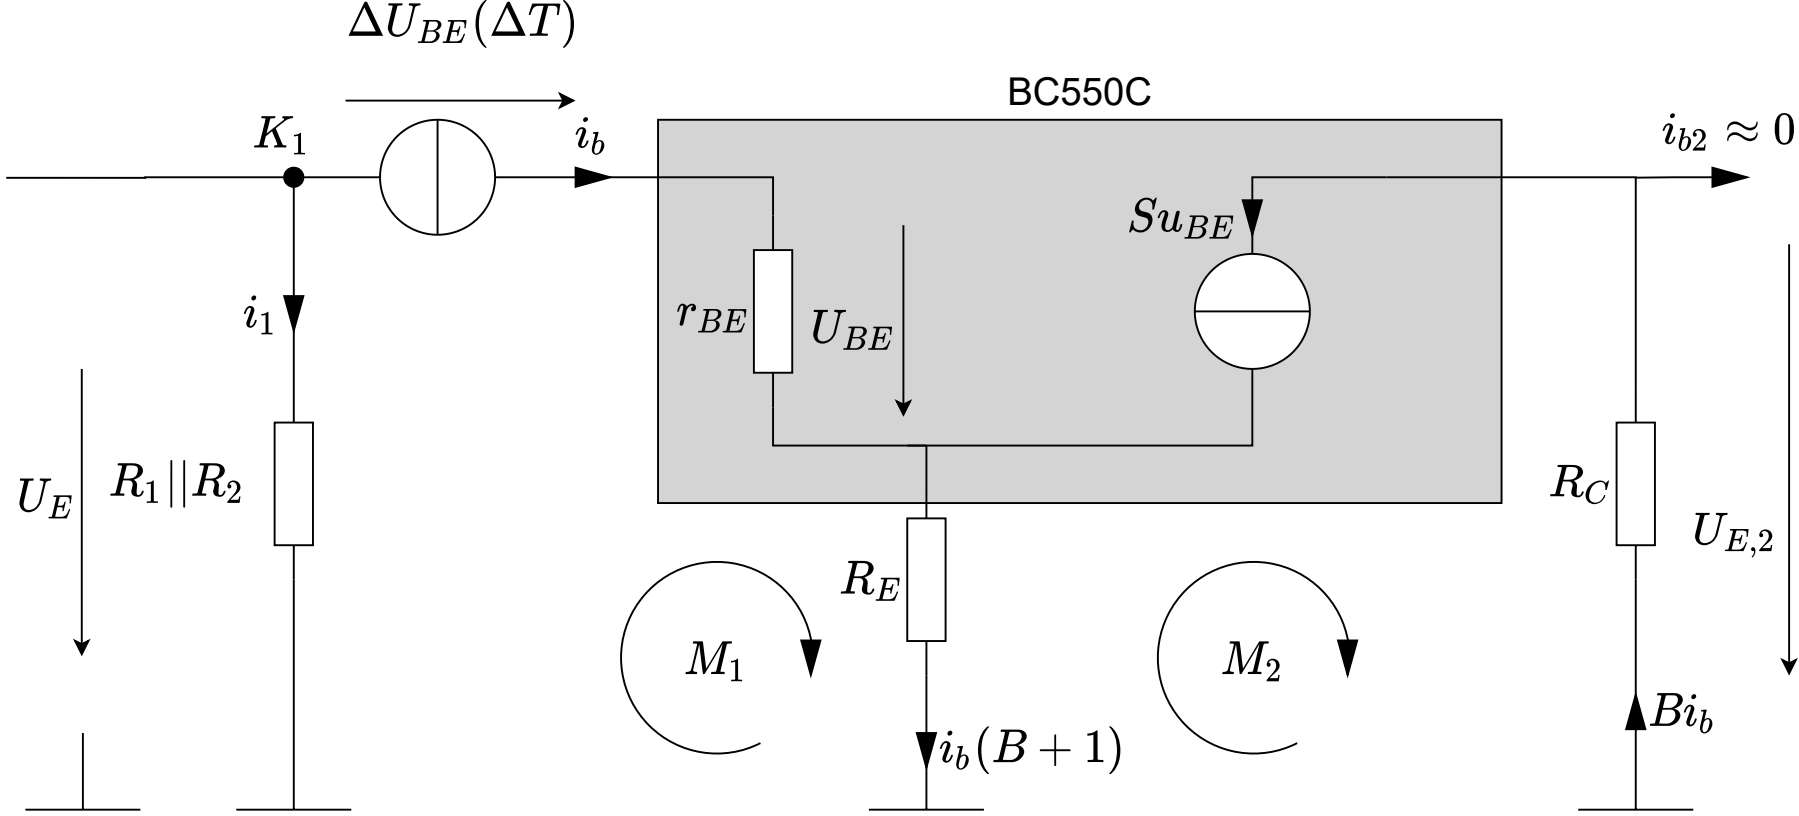 ΔU_{BE}(ΔT)
BC550C
K_1
i_b
i_{b2} ≈ 0
Su_{BE}
i_1
r_{BE}
U_{BE}
U_E
R_1||R_2
R_C
U_{E,2}
R_E
M_1
M_2
Bi_b
i_b(B + 1)